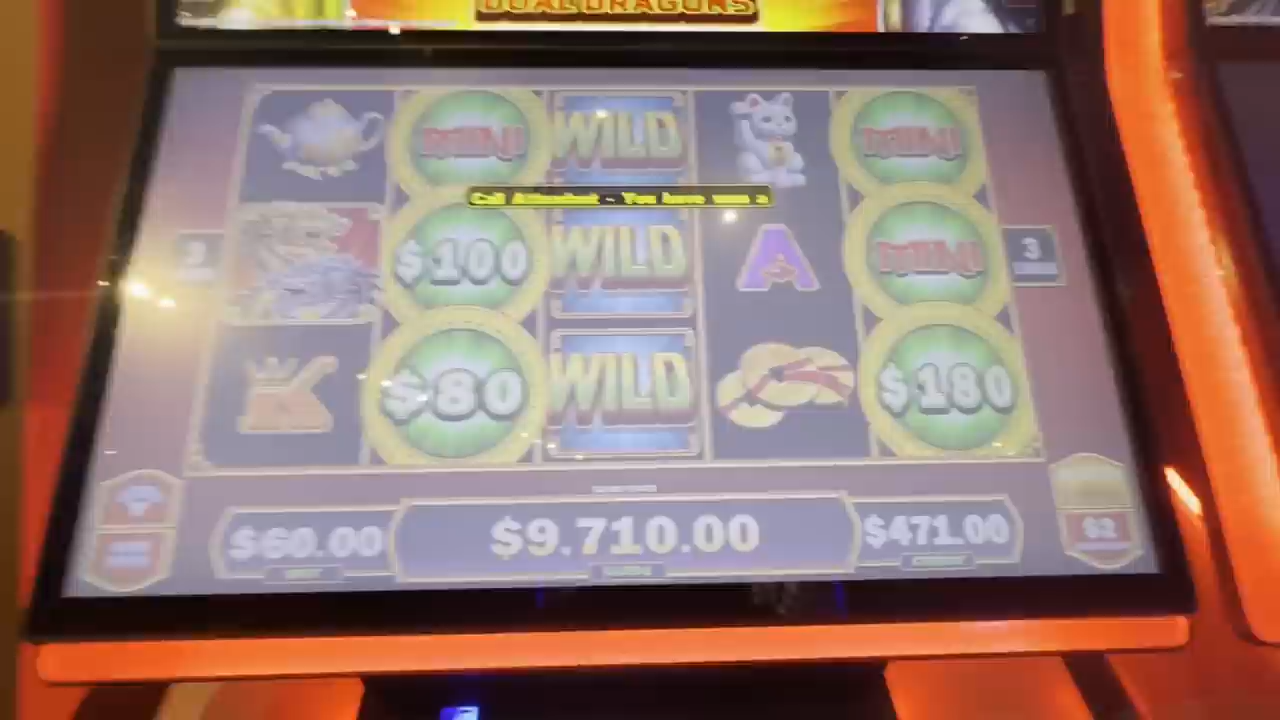 DUAL DRAGONS
MINI WILD MINI
Call Attendant - You have won a
3 $100 WILD A MINI 3
$80 WILD $180
$60.00 $9,710.00 $471.00 $2